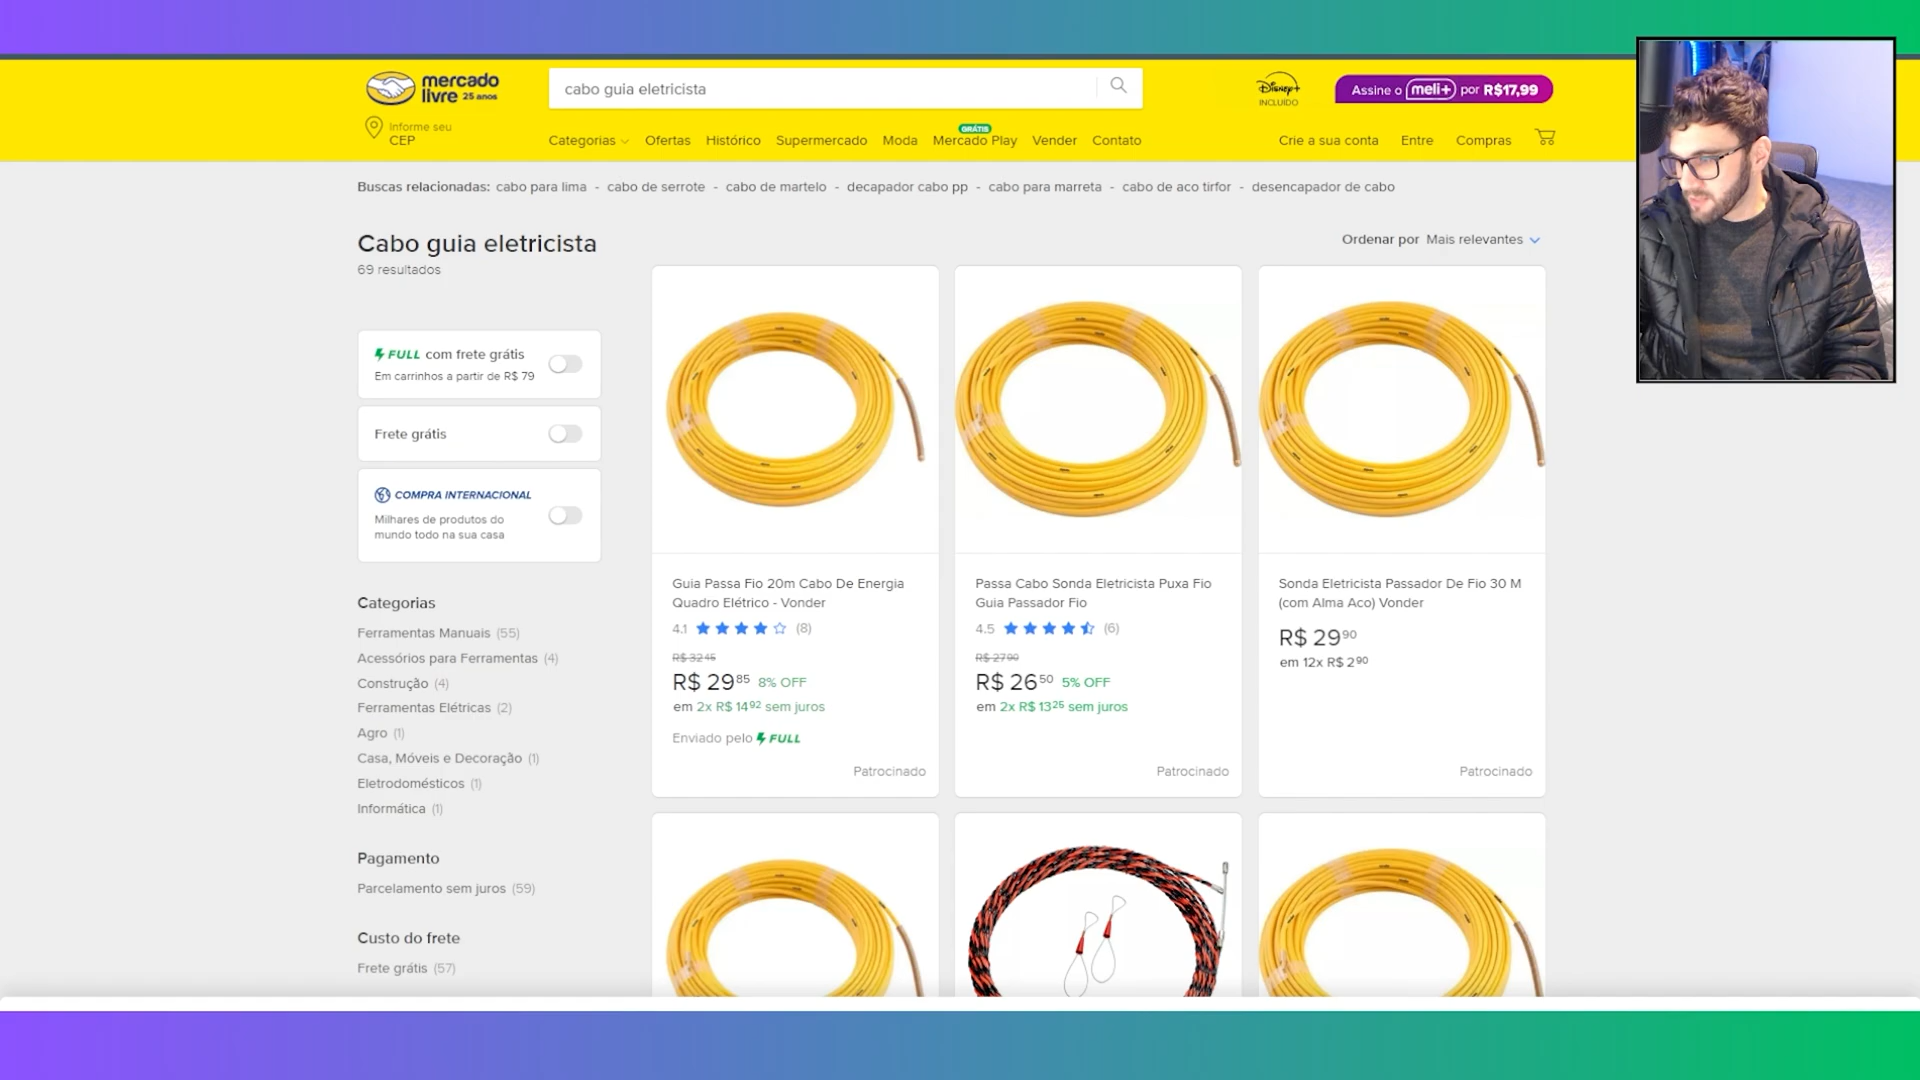 mercado
livre 25 anos
cabo guia eletricista
Disney+
INCLUÍDO
Assine o meli+ por R$17,99
Informe seu
CEP
Categorias
Ofertas
Histórico
Supermercado
Moda
GRÁTIS
Mercado Play
Vender
Contato
Crie a sua conta
Entre
Compras
Buscas relacionadas: cabo para lima - cabo de serrote - cabo de martelo - decapador cabo pp - cabo para marreta - cabo de aco tirfor - desencapador de cabo
Cabo guia eletricista
69 resultados
Ordenar por Mais relevantes
FULL com frete grátis
Em carrinhos a partir de R$ 79
Frete grátis
COMPRA INTERNACIONAL
Milhares de produtos do
mundo todo na sua casa
Categorias
Ferramentas Manuais (55)
Acessórios para Ferramentas (4)
Construção (4)
Ferramentas Elétricas (2)
Agro (1)
Casa, Móveis e Decoração (1)
Eletrodomésticos (1)
Informática (1)
Pagamento
Parcelamento sem juros (59)
Custo do frete
Frete grátis (57)
Guia Passa Fio 20m Cabo De Energia
Quadro Elétrico - Vonder
4.1 (8)
R$ 32 45
R$ 29 85 8% OFF
em 2x R$ 14 92 sem juros
Enviado pelo FULL
Patrocinado
Passa Cabo Sonda Eletricista Puxa Fio
Guia Passador Fio
4.5 (6)
R$ 27 90
R$ 26 50 5% OFF
em 2x R$ 13 25 sem juros
Patrocinado
Sonda Eletricista Passador De Fio 30 M
(com Alma Aco) Vonder
R$ 29 90
em 12x R$ 2 90
Patrocinado